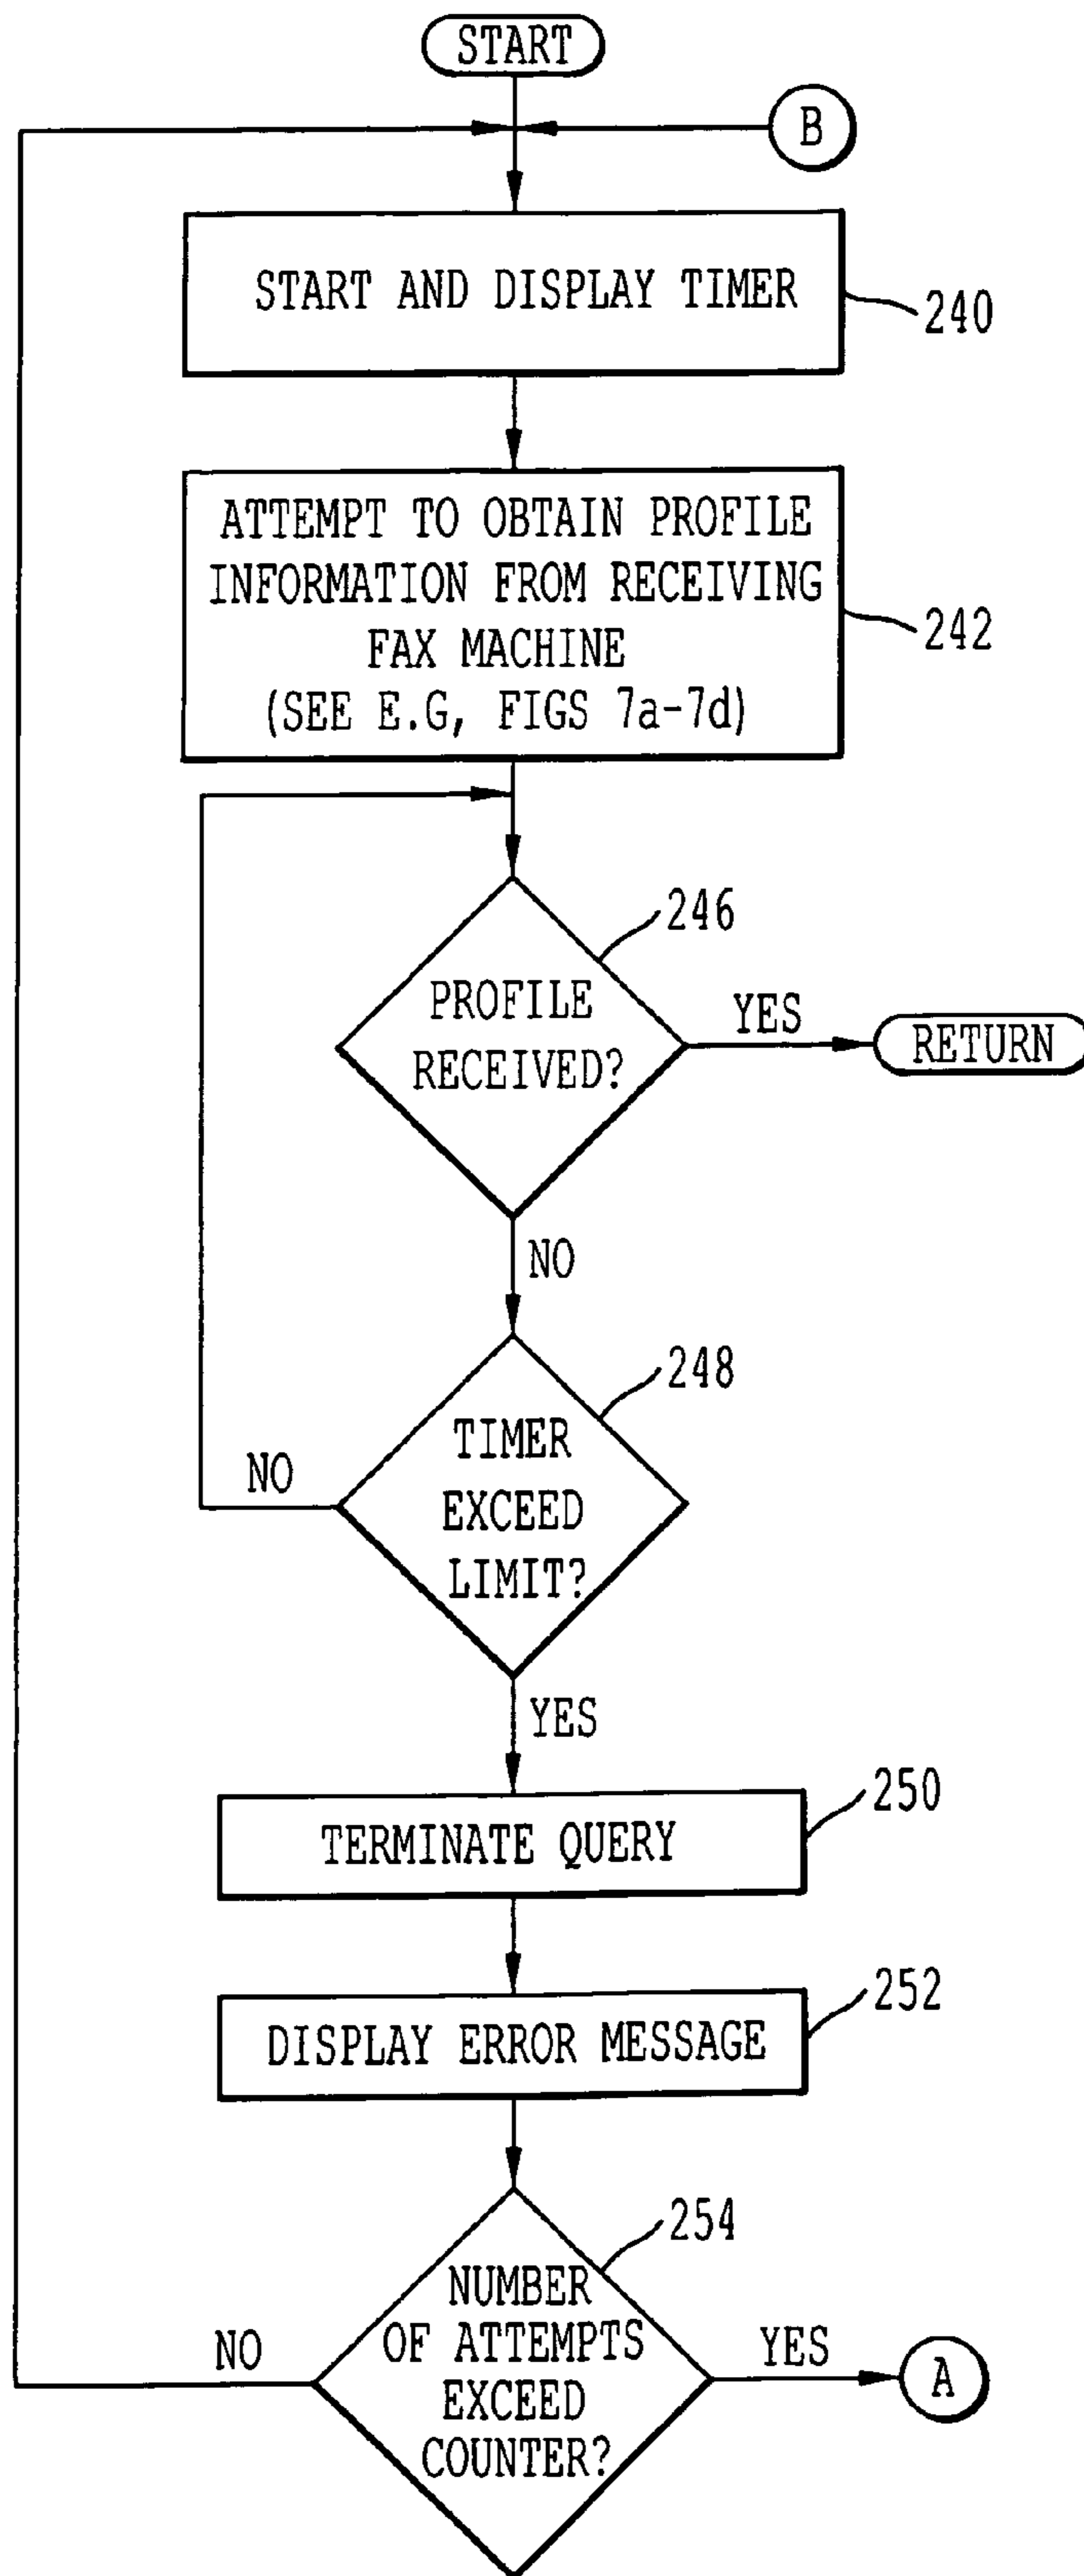 START
B
START AND DISPLAY TIMER
240
ATTEMPT TO OBTAIN PROFILE
INFORMATION FROM RECEIVING
FAX MACHINE
(SEE E.G, FIGS 7a-7d)
242
246
PROFILE
RECEIVED?
YES
RETURN
NO
248
TIMER
EXCEED
LIMIT?
NO
YES
250
TERMINATE QUERY
252
DISPLAY ERROR MESSAGE
254
NUMBER
OF ATTEMPTS
EXCEED
COUNTER?
NO
YES
A